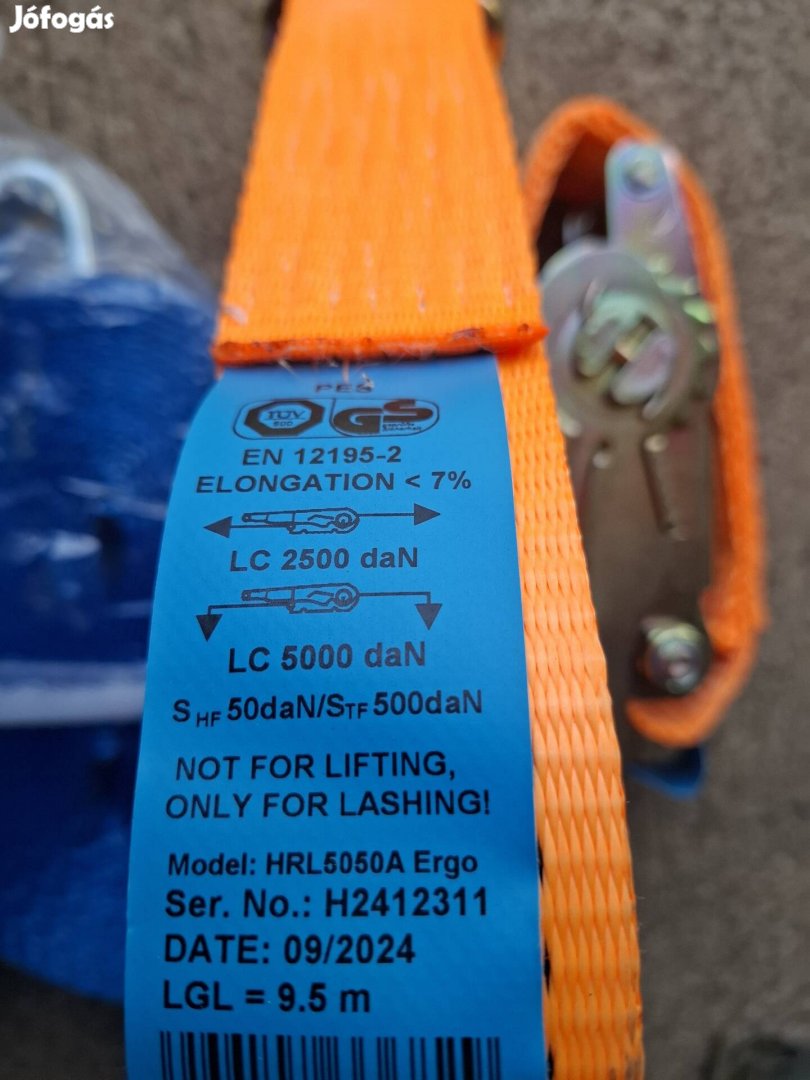 Jófogás
PES
TÜV
SÜD
GS
EN 12195-2
ELONGATION < 7%
LC 2500 daN
LC 5000 daN
SHF 50daN/STF 500daN
NOT FOR LIFTING,
ONLY FOR LASHING!
Model: HRL5050A Ergo
Ser. No.: H2412311
DATE: 09/2024
LGL = 9.5 m